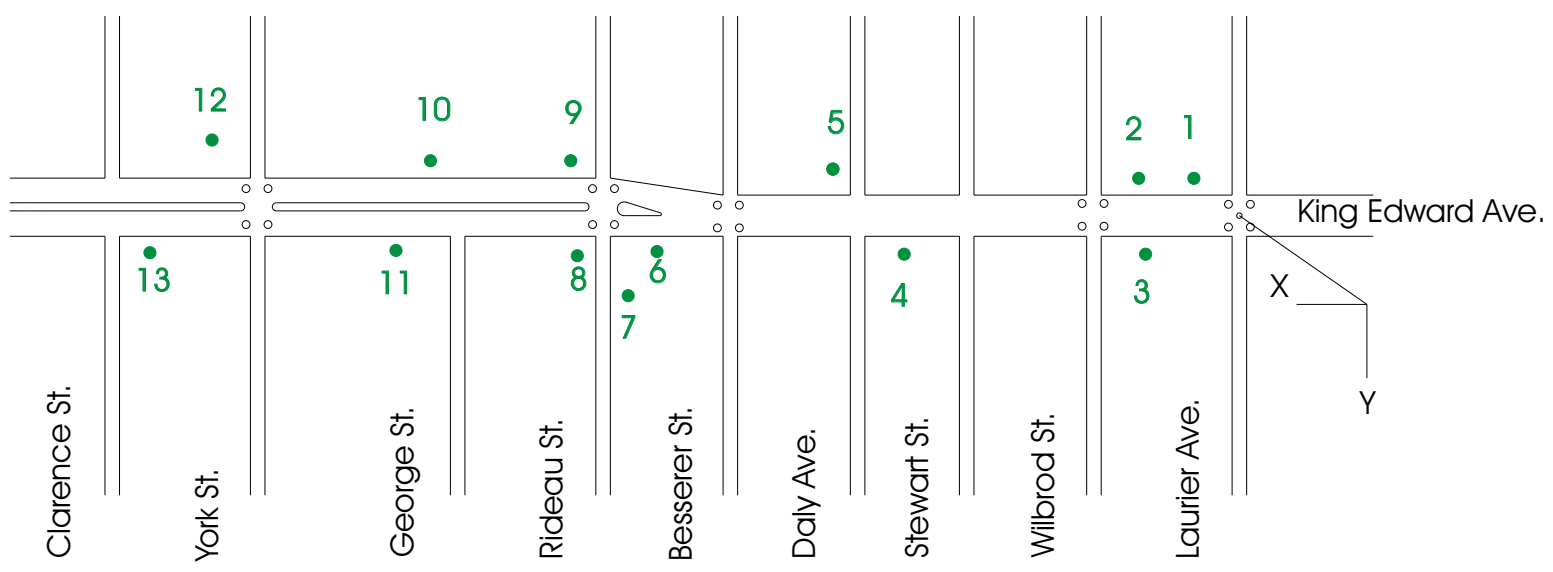 12
10
9
5
2
1
King Edward Ave.
13
11
8
6
7
4
3
X
Y
Clarence St.
York St.
George St.
Rideau St.
Besserer St.
Daly Ave.
Stewart St.
Wilbrod St.
Laurier Ave.